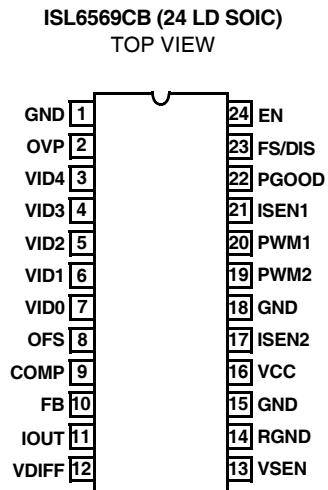 ISL6569CB (24 LD SOIC)
TOP VIEW
GND 1
OVP 2
VID4 3
VID3 4
VID2 5
VID1 6
VID0 7
OFS 8
COMP 9
FB 10
IOUT 11
VDIFF 12
24 EN
23 FS/DIS
22 PGOOD
21 ISEN1
20 PWM1
19 PWM2
18 GND
17 ISEN2
16 VCC
15 GND
14 RGND
13 VSEN